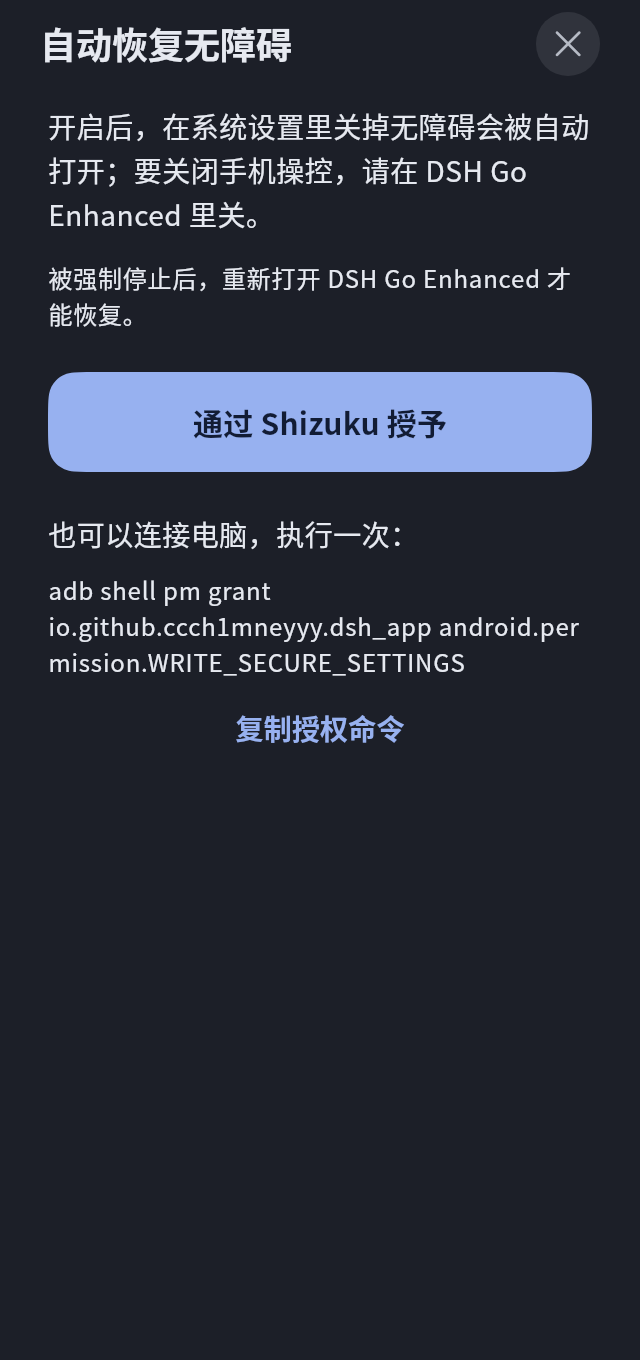 自动恢复无障碍
开启后，在系统设置里关掉无障碍会被自动
打开；要关闭手机操控，请在 DSH Go
Enhanced 里关。
被强制停止后，重新打开 DSH Go Enhanced 才
能恢复。
通过 Shizuku 授予
也可以连接电脑，执行一次：
adb shell pm grant
io.github.ccch1mneyyy.dsh_app android.per
mission.WRITE_SECURE_SETTINGS
复制授权命令